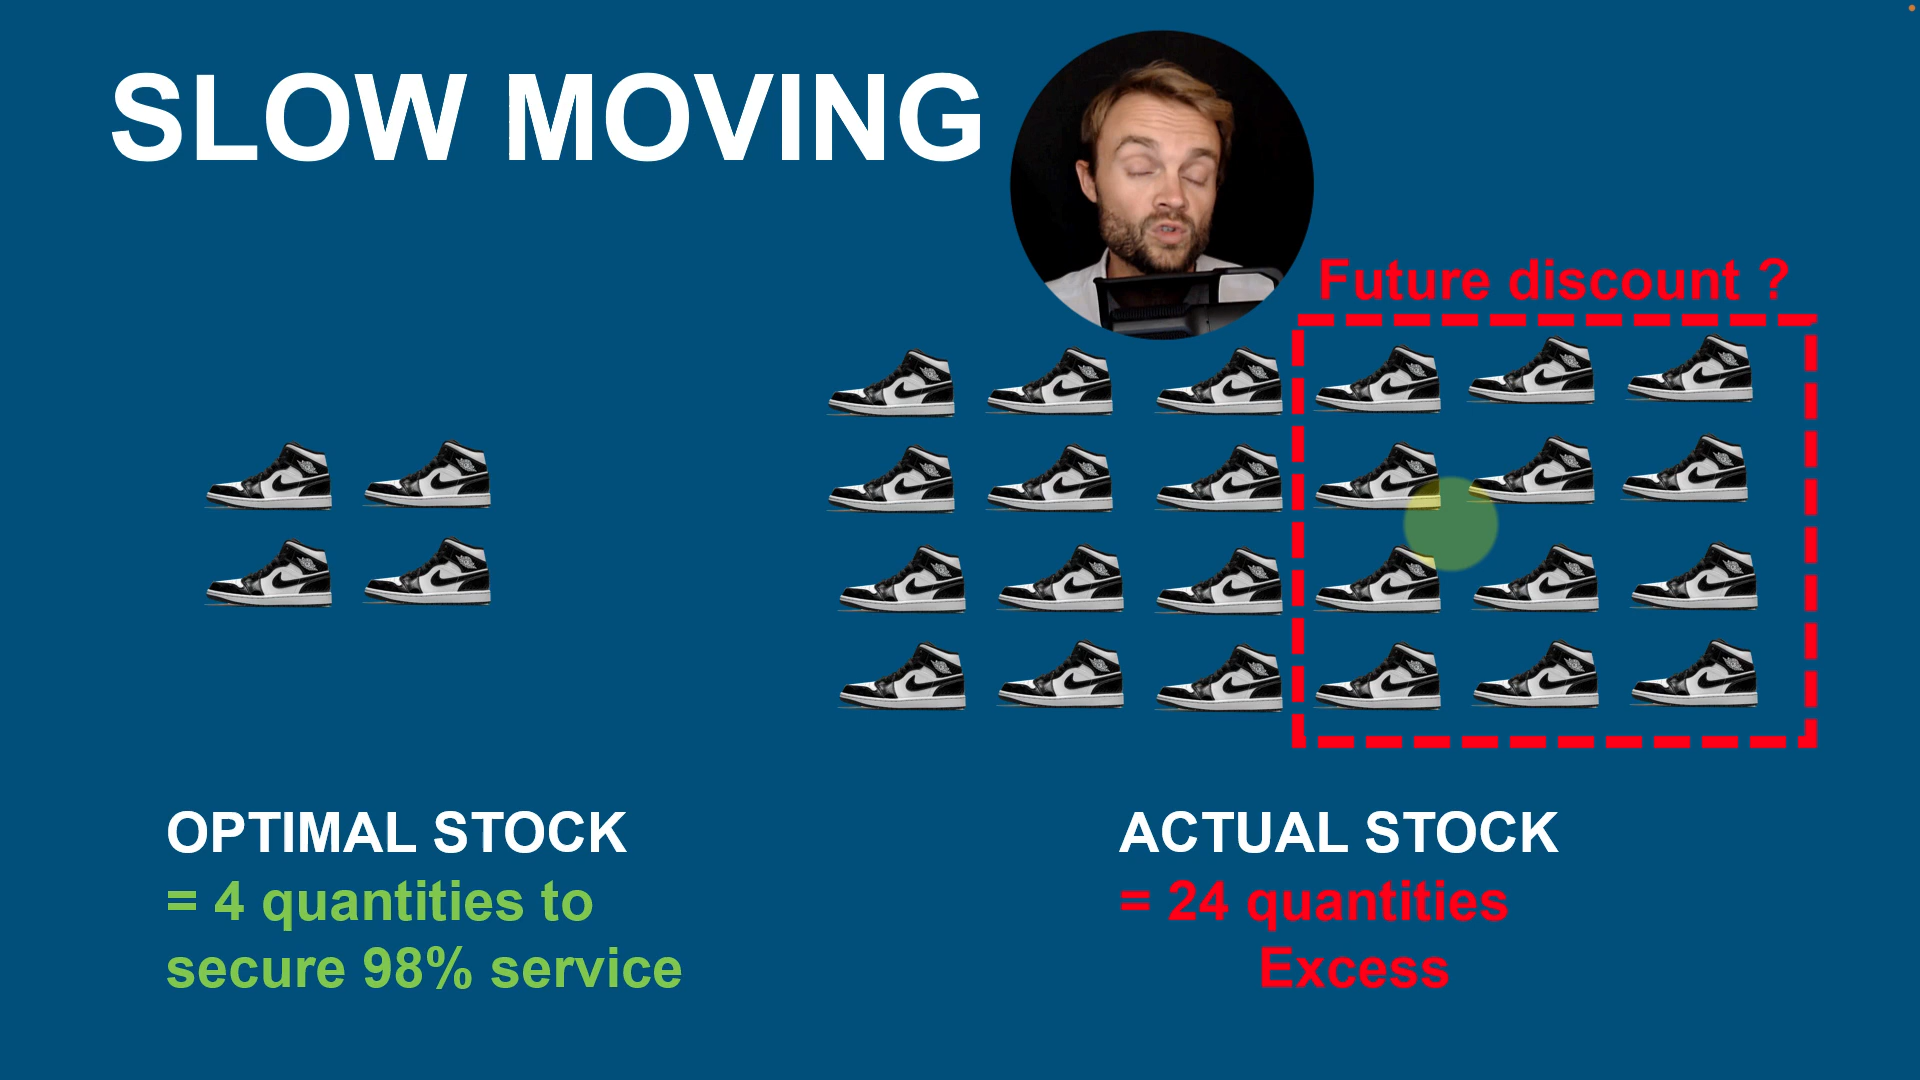 SLOW MOVING
Future discount ?
OPTIMAL STOCK
= 4 quantities to
secure 98% service
ACTUAL STOCK
= 24 quantities
Excess